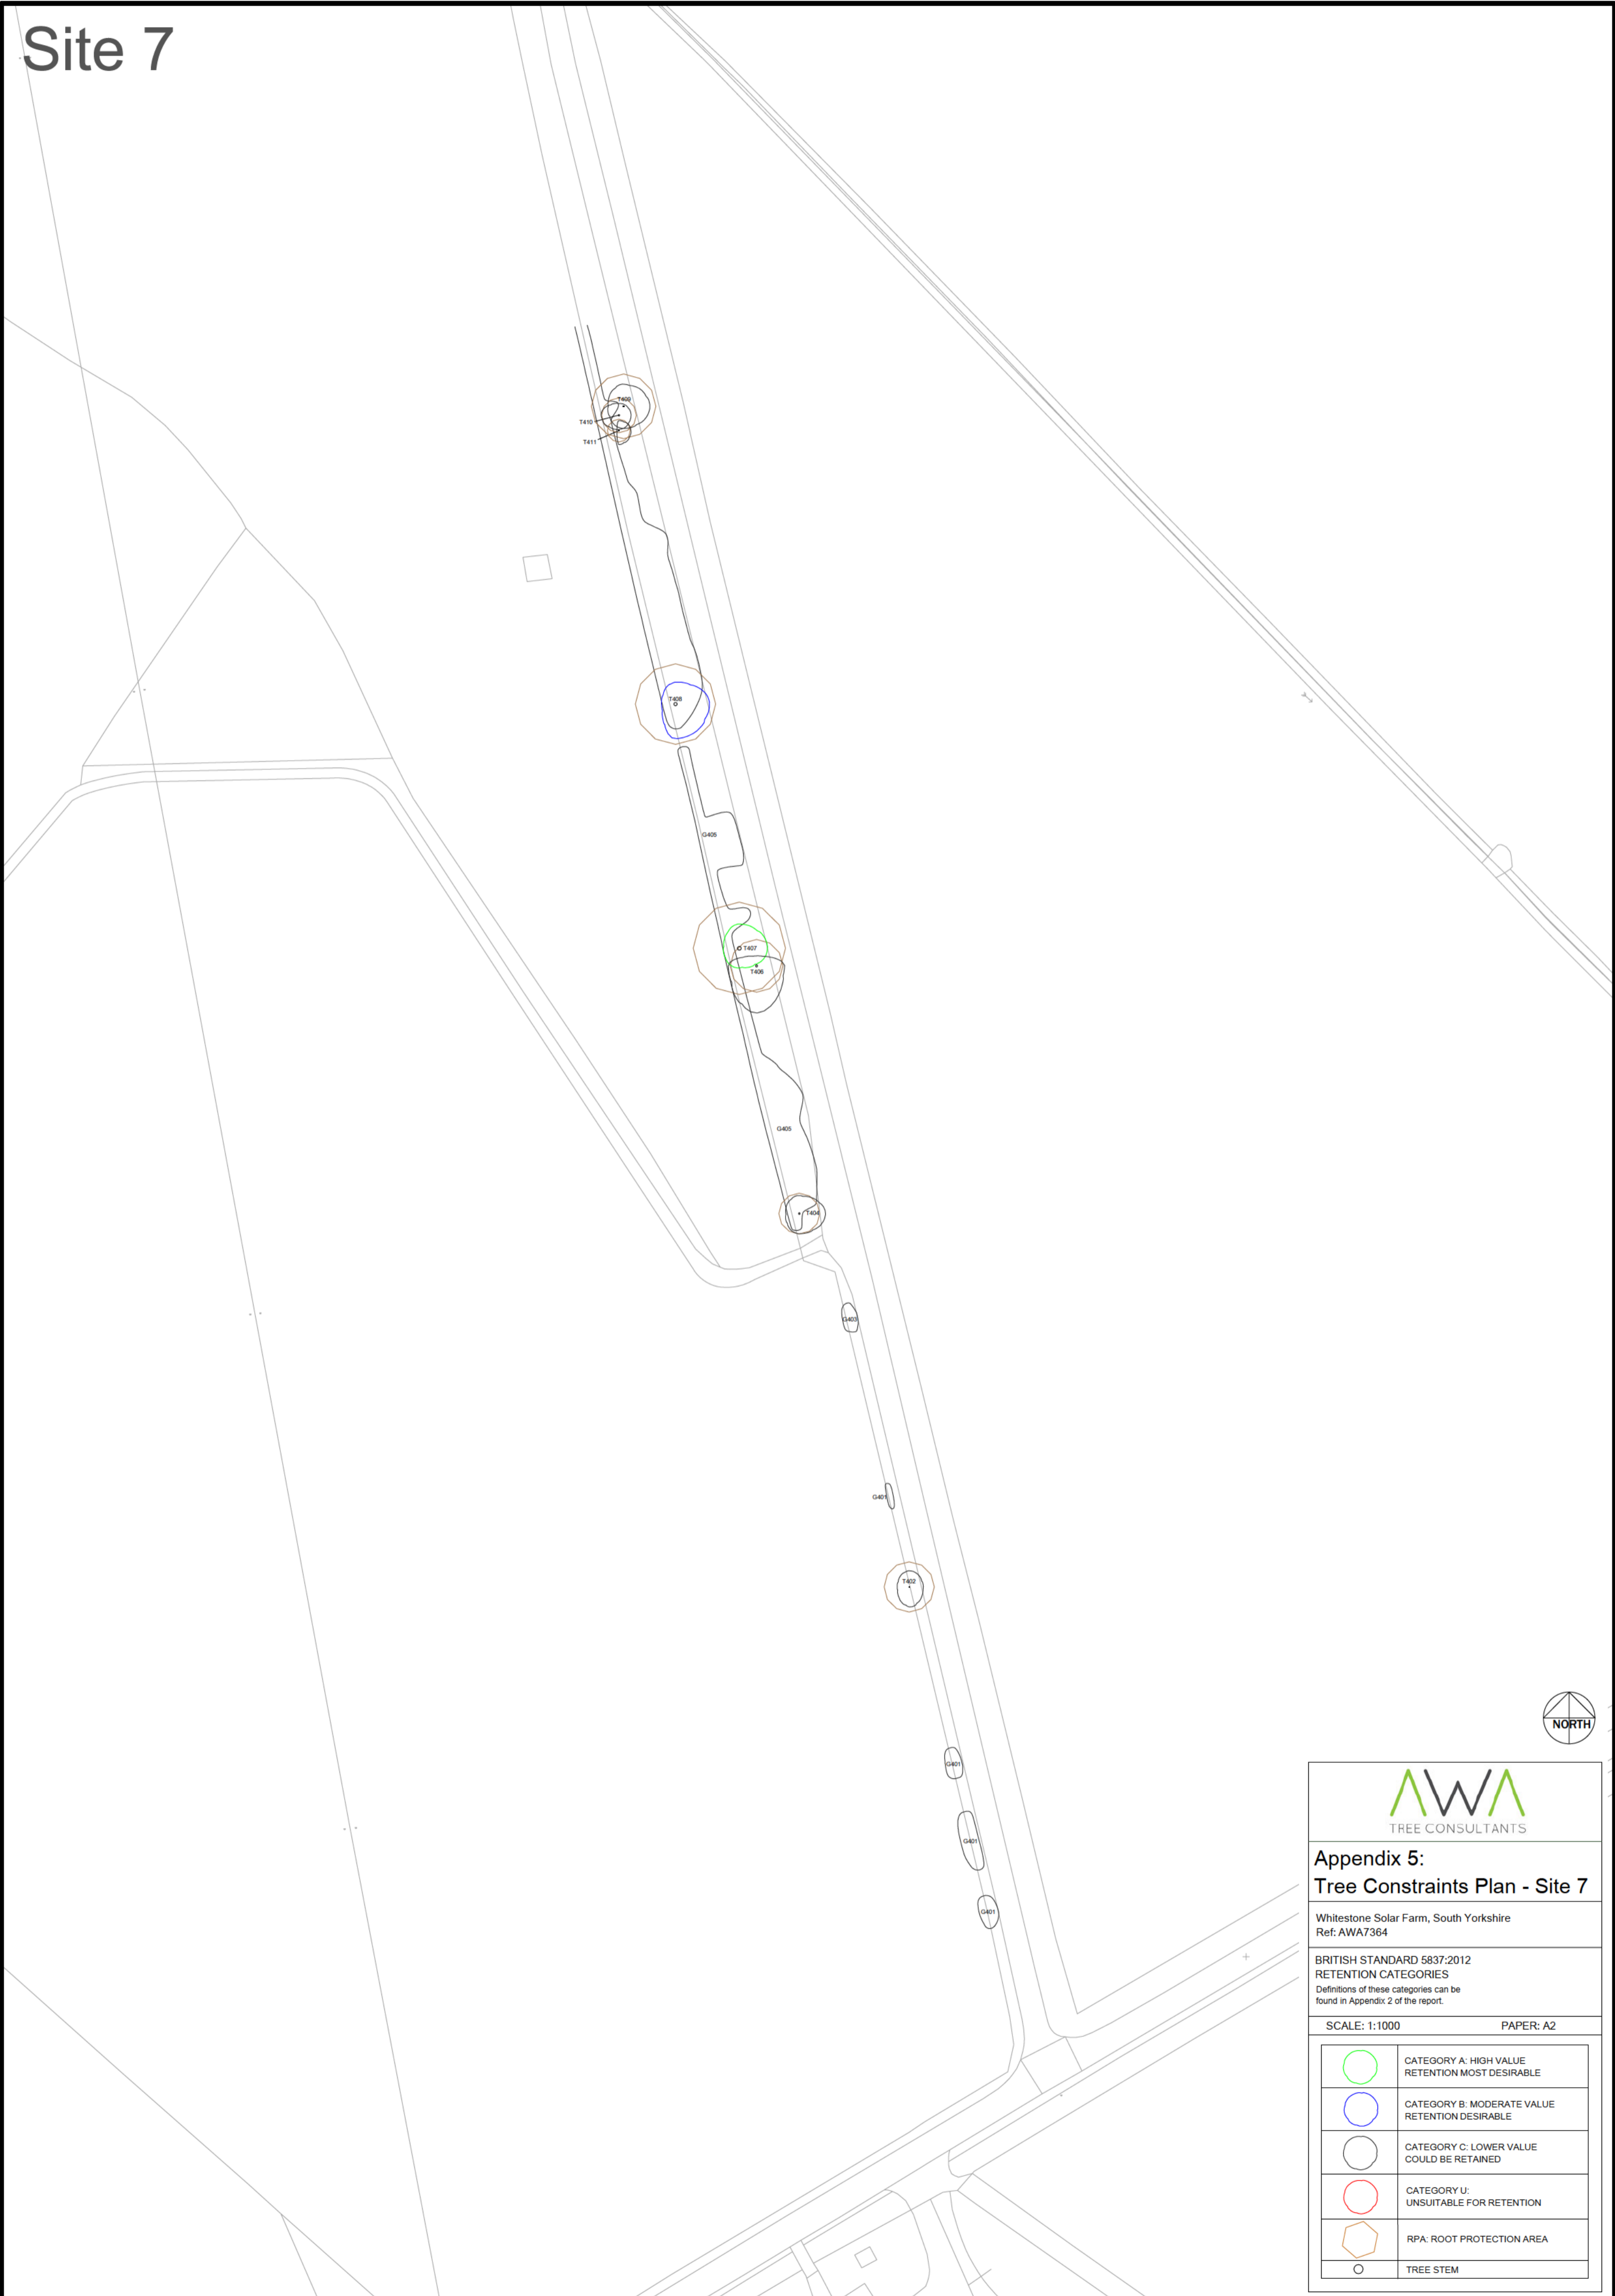 Site 7
T409
T410
T411
T408
G405
T407
T406
G405
T404
G403
G401
T402
G401
G401
G401
NORTH
AWA
TREE CONSULTANTS
Appendix 5:
Tree Constraints Plan - Site 7
Whitestone Solar Farm, South Yorkshire
Ref: AWA7364
BRITISH STANDARD 5837:2012
RETENTION CATEGORIES
Definitions of these categories can be
found in Appendix 2 of the report.
SCALE: 1:1000 PAPER: A2
CATEGORY A: HIGH VALUE
RETENTION MOST DESIRABLE
CATEGORY B: MODERATE VALUE
RETENTION DESIRABLE
CATEGORY C: LOWER VALUE
COULD BE RETAINED
CATEGORY U:
UNSUITABLE FOR RETENTION
RPA: ROOT PROTECTION AREA
TREE STEM